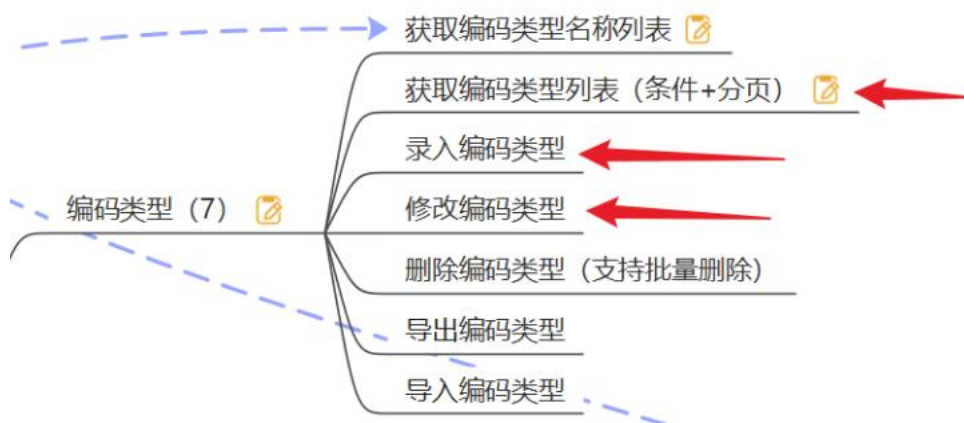 获取编码类型名称列表
获取编码类型列表（条件+分页）
录入编码类型
编码类型（7）
修改编码类型
删除编码类型（支持批量删除）
导出编码类型
导入编码类型